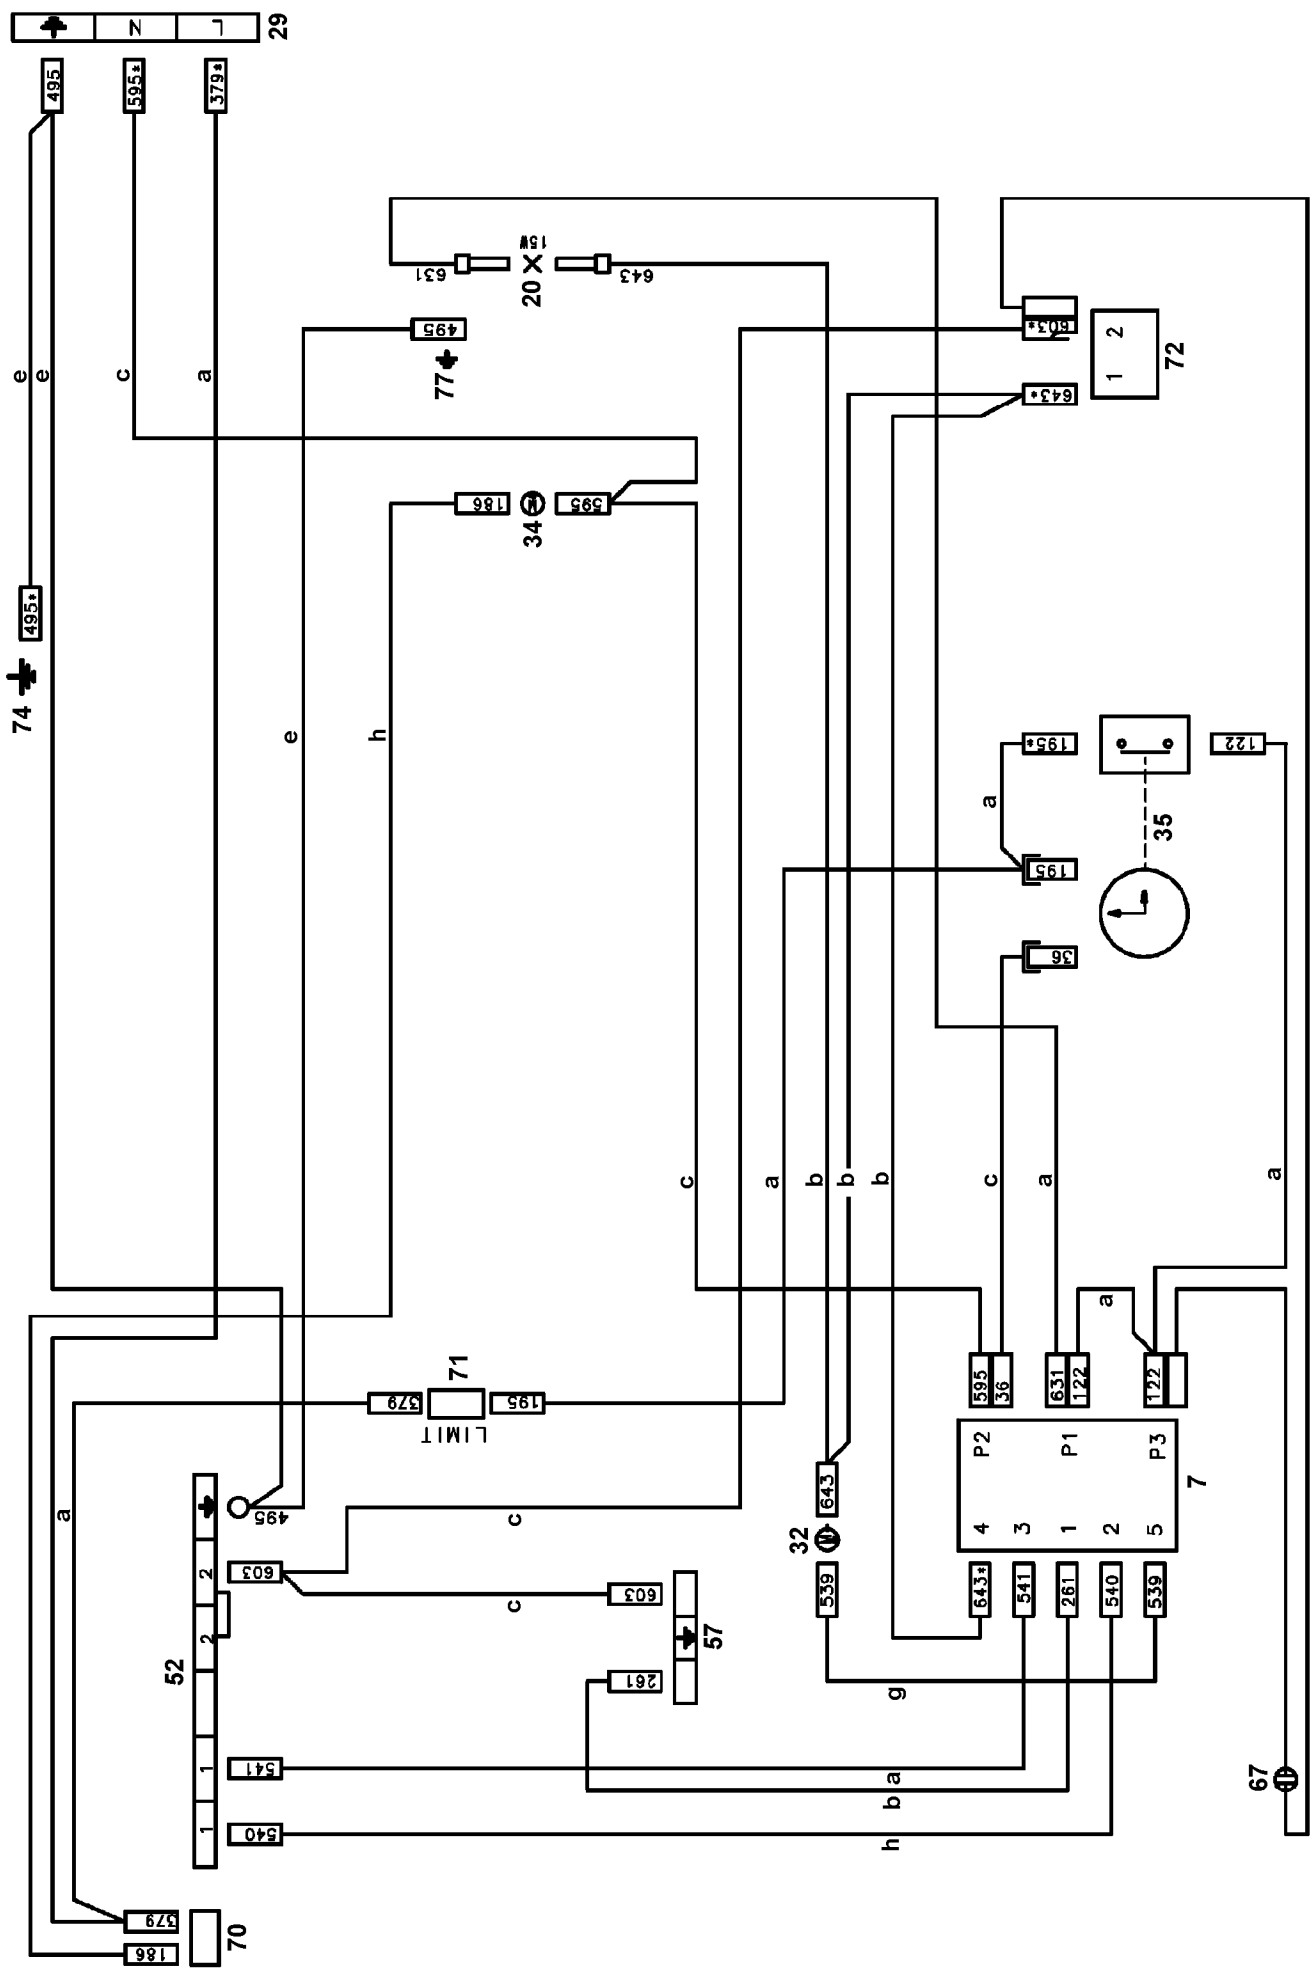 N
L
29
495
595*
379*
e
e
c
a
631
15W
20
643
495
77
603*
2
1
72
643*
186
34
M
595
495*
74
e
h
195*
122
a
35
195
36
c
a
b
b
b
c
a
a
a
71
379
195
LIMIT
595
36
631
122
122
P2
P1
P3
4
3
1
2
5
7
a
495
c
c
32
M
643
539
643*
541
261
540
539
2
603
2
52
603
57
261
g
1
541
a
b
67
1
540
h
379
70
186